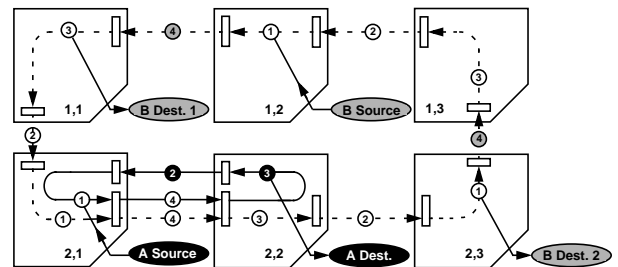 3 4 1 2
3
1,1 B Dest. 1 1,2 B Source 1,3
2 4
2 3
1 4 1
1 4 3 2
2,1 A Source 2,2 A Dest. 2,3 B Dest. 2